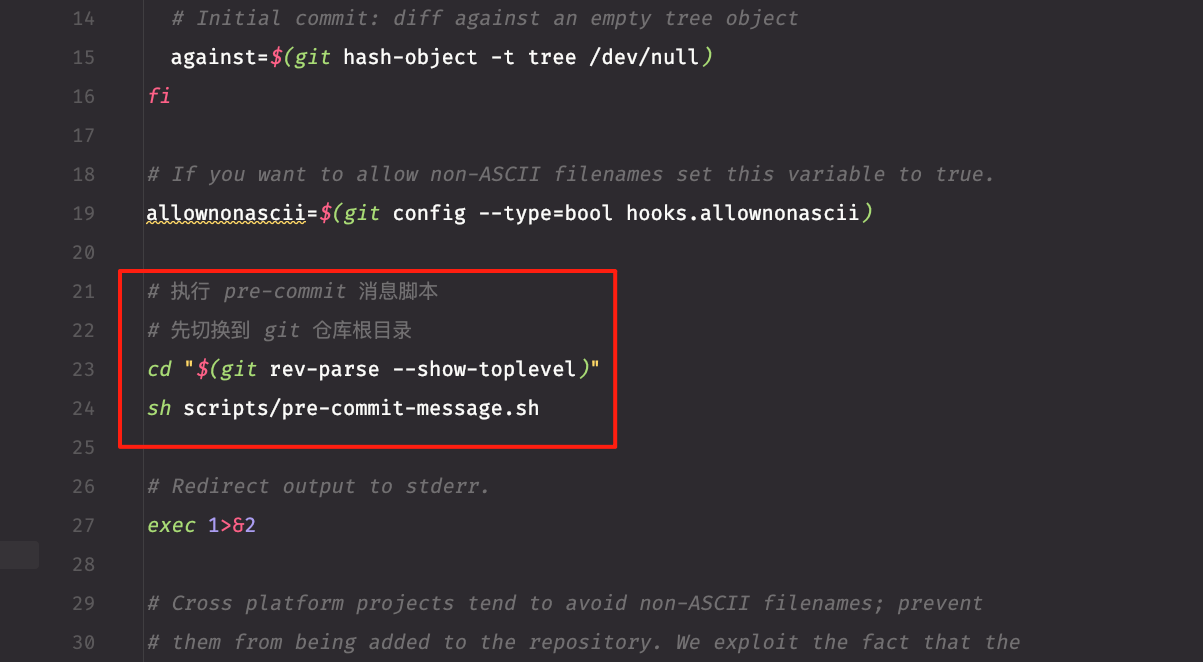 14 # Initial commit: diff against an empty tree object
15 against=$(git hash-object -t tree /dev/null)
16 fi
17
18 # If you want to allow non-ASCII filenames set this variable to true.
19 allownonascii=$(git config --type=bool hooks.allownonascii)
20
21 # 执行 pre-commit 消息脚本
22 # 先切换到 git 仓库根目录
23 cd "$(git rev-parse --show-toplevel)"
24 sh scripts/pre-commit-message.sh
25
26 # Redirect output to stderr.
27 exec 1>&2
28
29 # Cross platform projects tend to avoid non-ASCII filenames; prevent
30 # them from being added to the repository. We exploit the fact that the